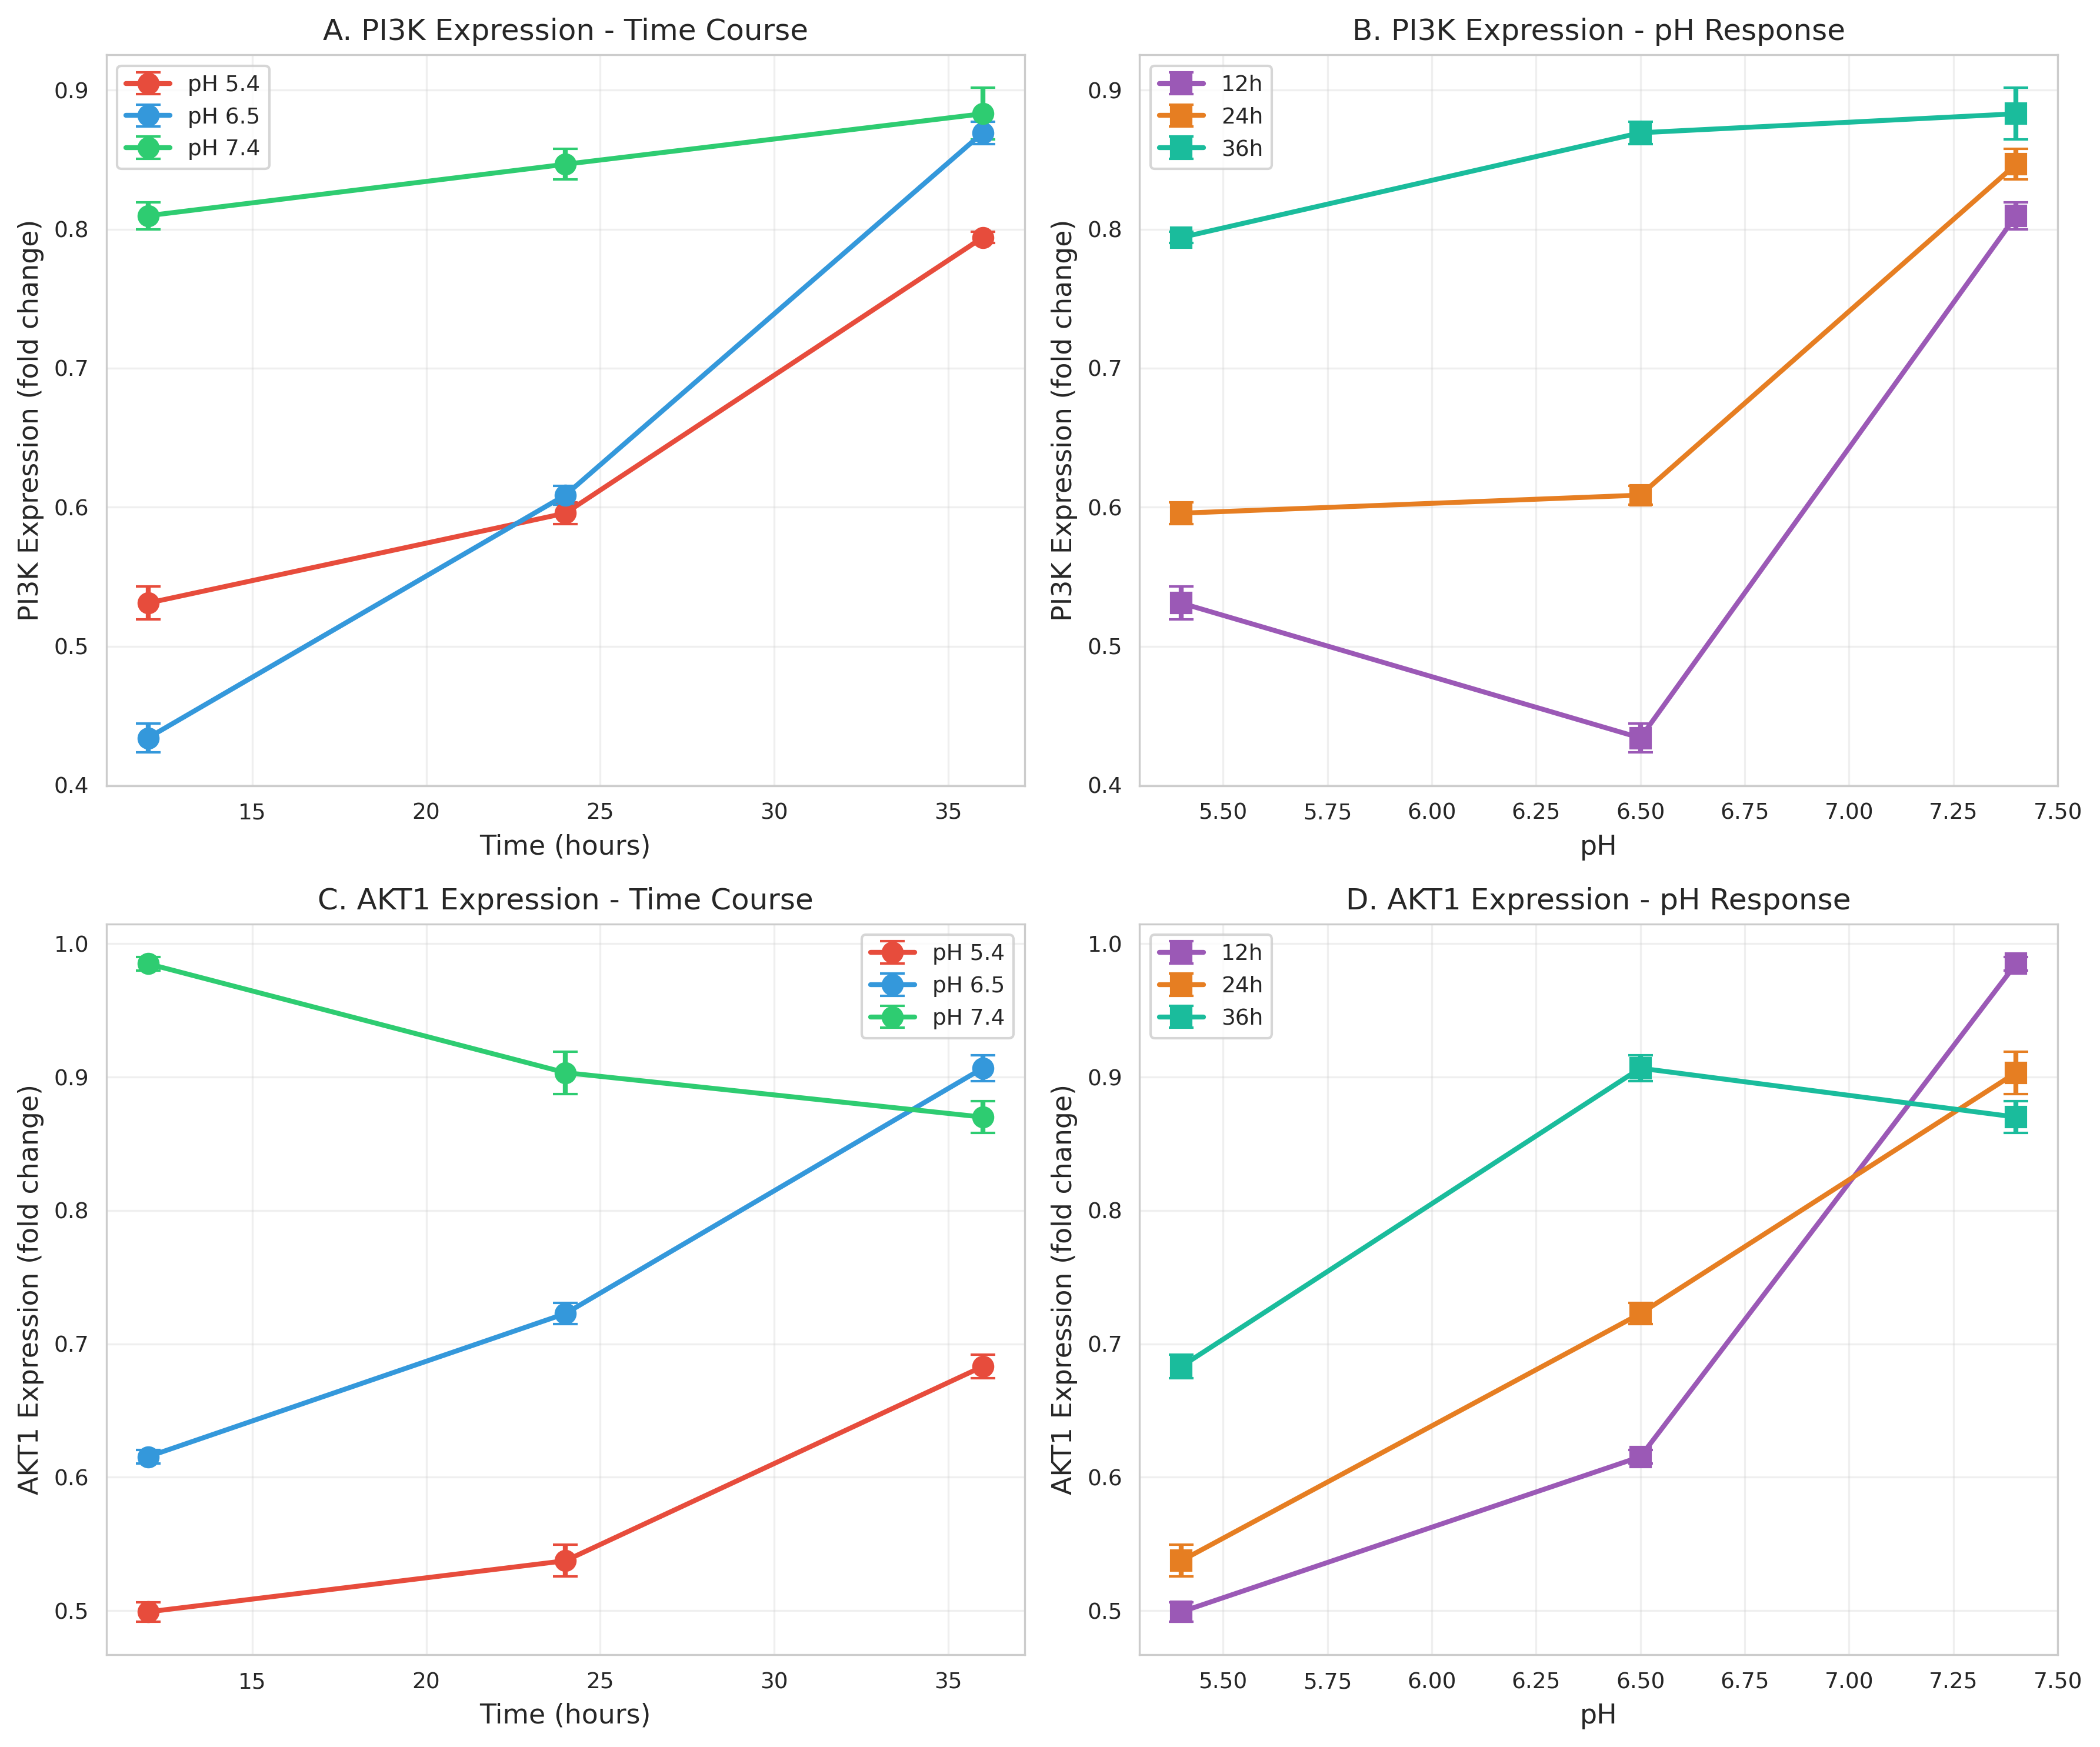 A. PI3K Expression - Time Course
pH 5.4
pH 6.5
pH 7.4
PI3K Expression (fold change)
0.9
0.8
0.7
0.6
0.5
0.4
15 20 25 30 35
Time (hours)
B. PI3K Expression - pH Response
12h
24h
36h
PI3K Expression (fold change)
0.9
0.8
0.7
0.6
0.5
0.4
5.50 5.75 6.00 6.25 6.50 6.75 7.00 7.25 7.50
pH
C. AKT1 Expression - Time Course
pH 5.4
pH 6.5
pH 7.4
AKT1 Expression (fold change)
1.0
0.9
0.8
0.7
0.6
0.5
15 20 25 30 35
Time (hours)
D. AKT1 Expression - pH Response
12h
24h
36h
AKT1 Expression (fold change)
1.0
0.9
0.8
0.7
0.6
0.5
5.50 5.75 6.00 6.25 6.50 6.75 7.00 7.25 7.50
pH